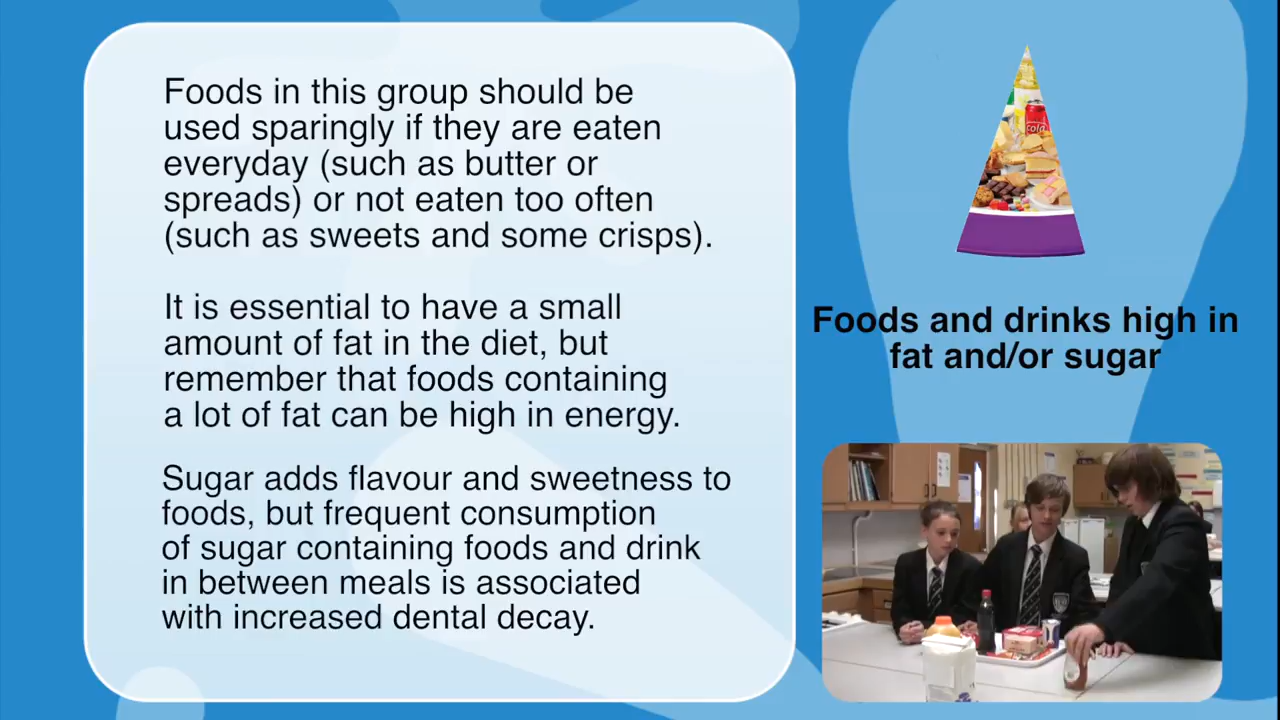 Foods in this group should be
used sparingly if they are eaten
everyday (such as butter or
spreads) or not eaten too often
(such as sweets and some crisps).
It is essential to have a small
amount of fat in the diet, but
remember that foods containing
a lot of fat can be high in energy.
Sugar adds flavour and sweetness to
foods, but frequent consumption
of sugar containing foods and drink
in between meals is associated
with increased dental decay.
cola
Foods and drinks high in
fat and/or sugar